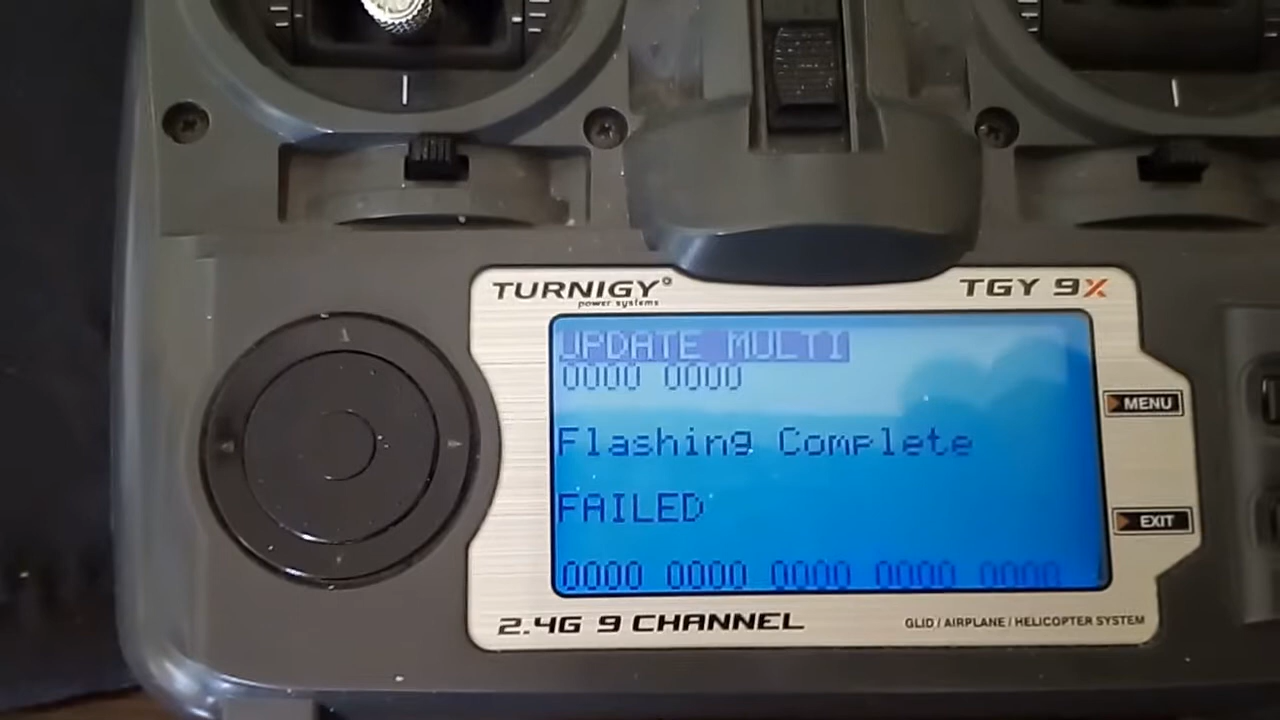 TURNIGY
power systems
TGY 9X
UPDATE MULTI
0000 0000
Flashing Complete
FAILED
0000 0000 0000 0000 0000
MENU
EXIT
2.4G 9 CHANNEL
GLID / AIRPLANE / HELICOPTER SYSTEM